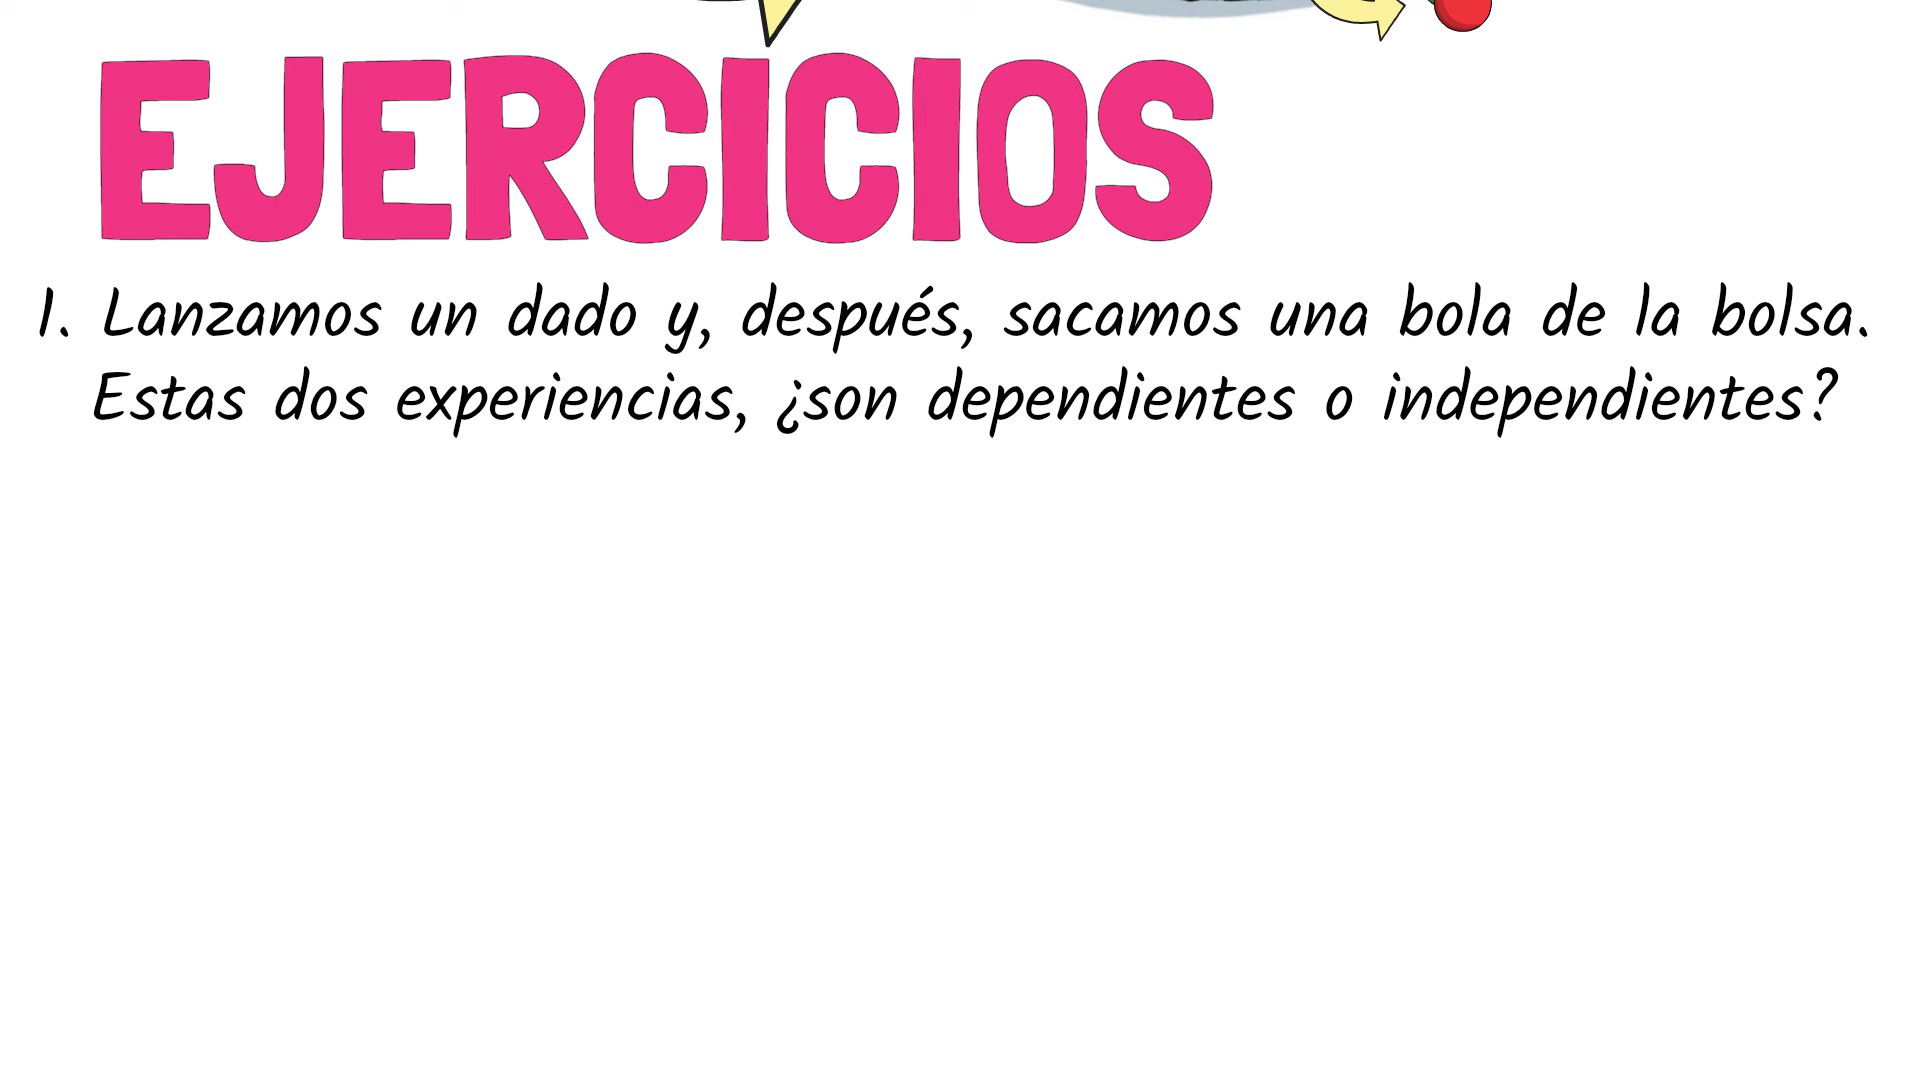 EJERCICIOS
1. Lanzamos un dado y, después, sacamos una bola de la bolsa.
Estas dos experiencias, ¿son dependientes o independientes?